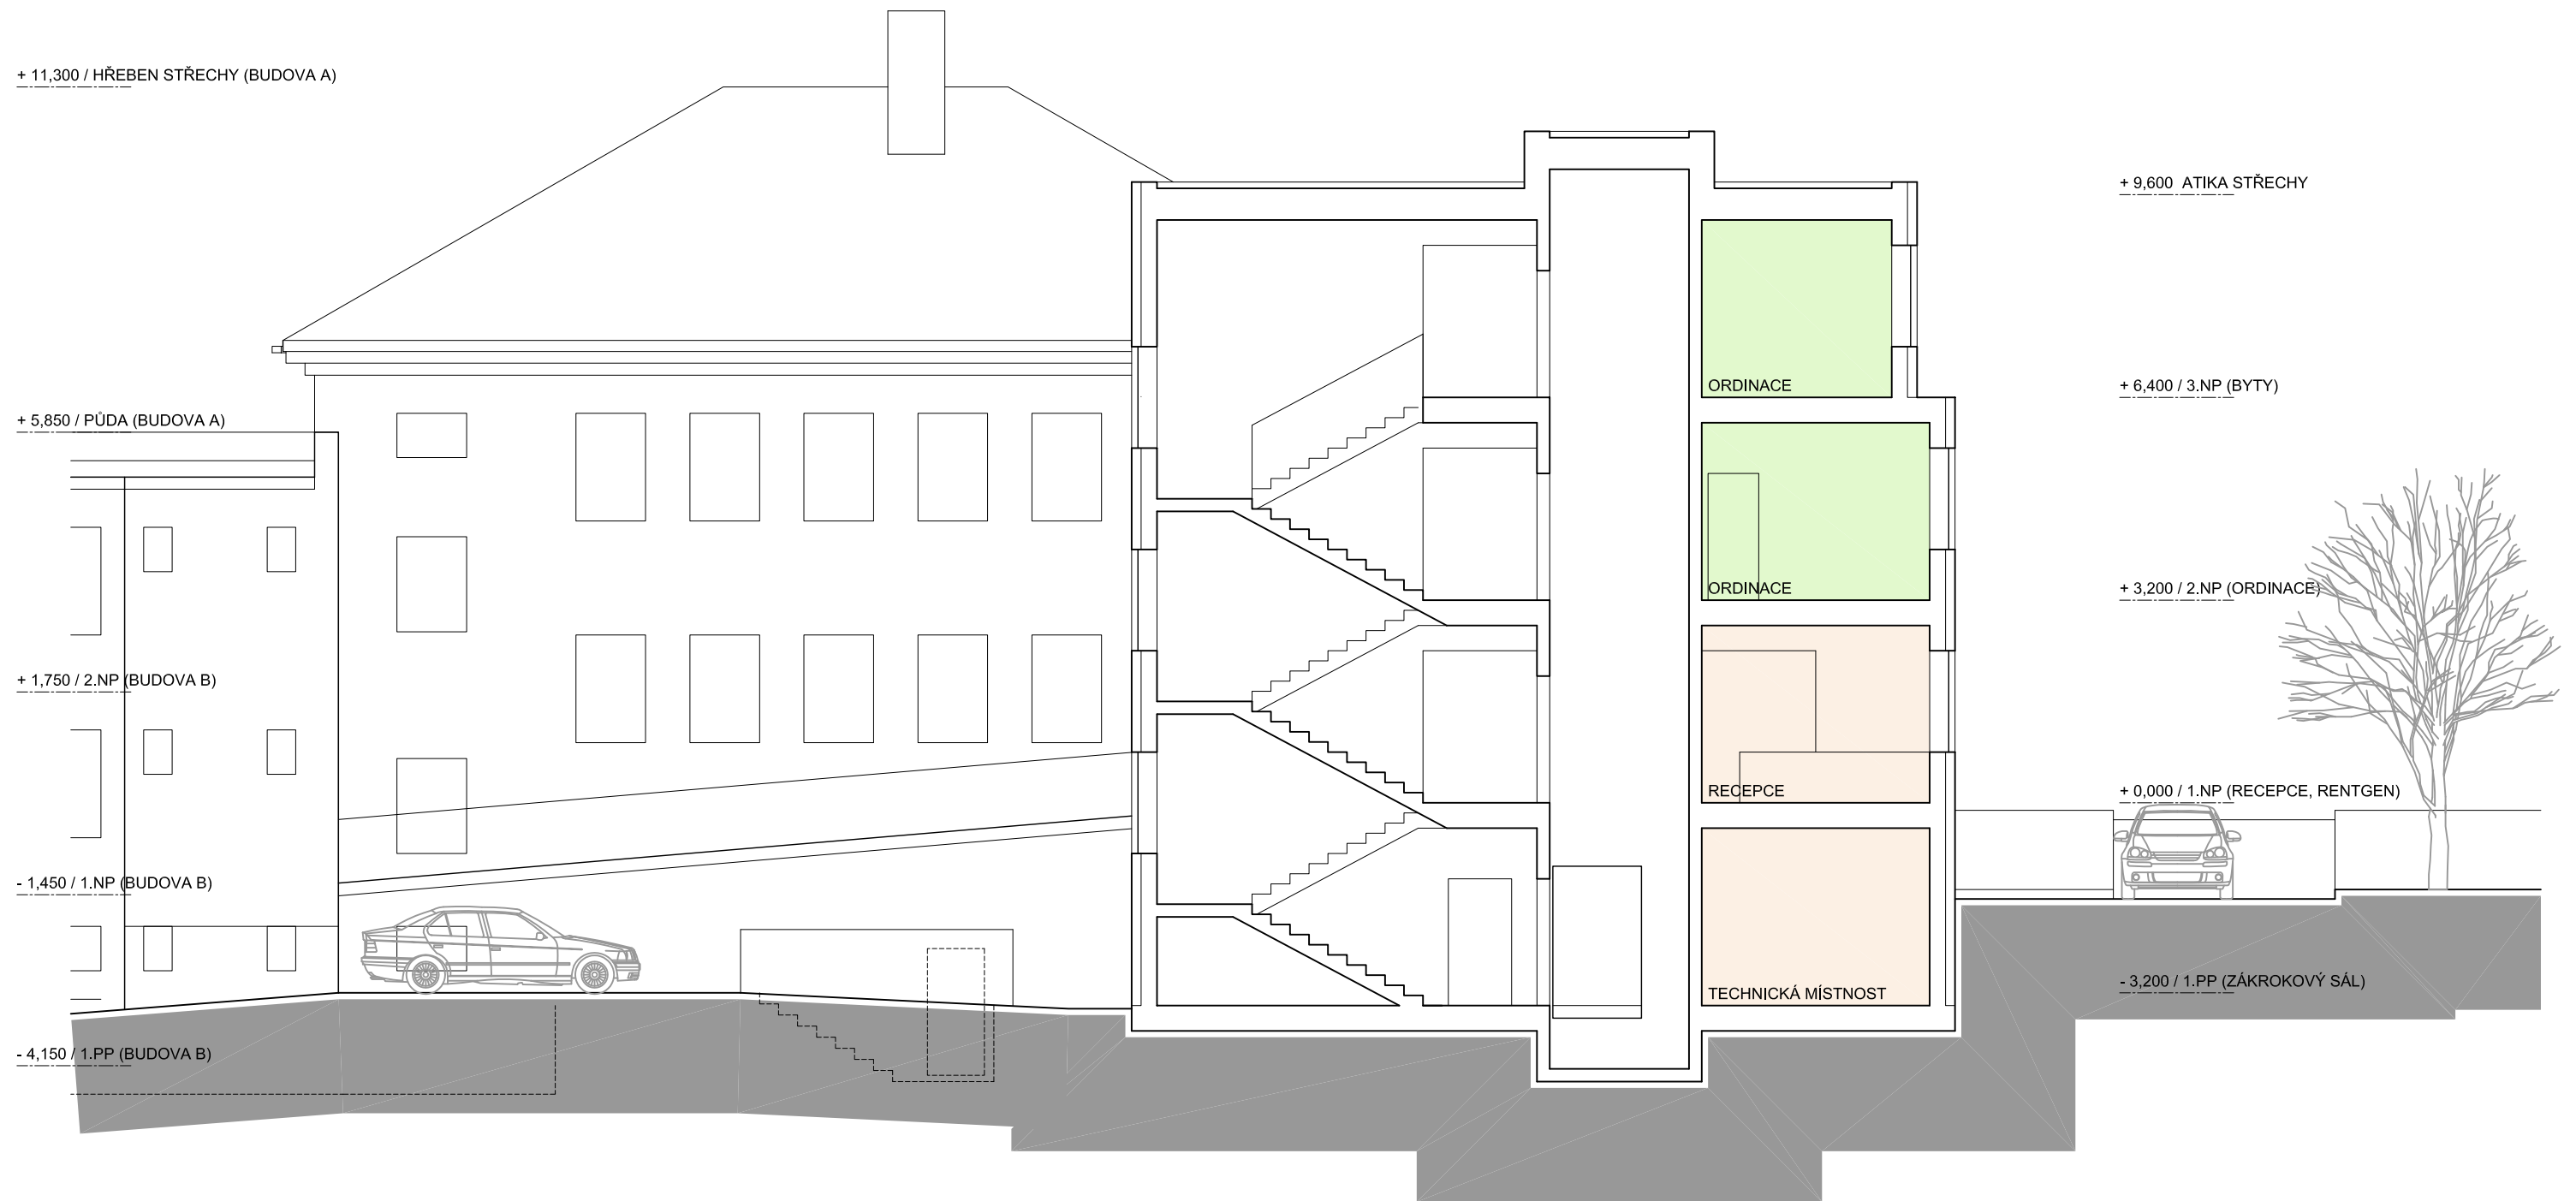 + 11,300 / HŘEBEN STŘECHY (BUDOVA A)
+ 9,600  ATIKA STŘECHY
ORDINACE
+ 6,400 / 3.NP (BYTY)
+ 5,850 / PŮDA (BUDOVA A)
ORDINACE
+ 3,200 / 2.NP (ORDINACE)
+ 1,750 / 2.NP (BUDOVA B)
RECEPCE
+ 0,000 / 1.NP (RECEPCE, RENTGEN)
- 1,450 / 1.NP (BUDOVA B)
TECHNICKÁ MÍSTNOST
- 3,200 / 1.PP (ZÁKROKOVÝ SÁL)
- 4,150 / 1.PP (BUDOVA B)